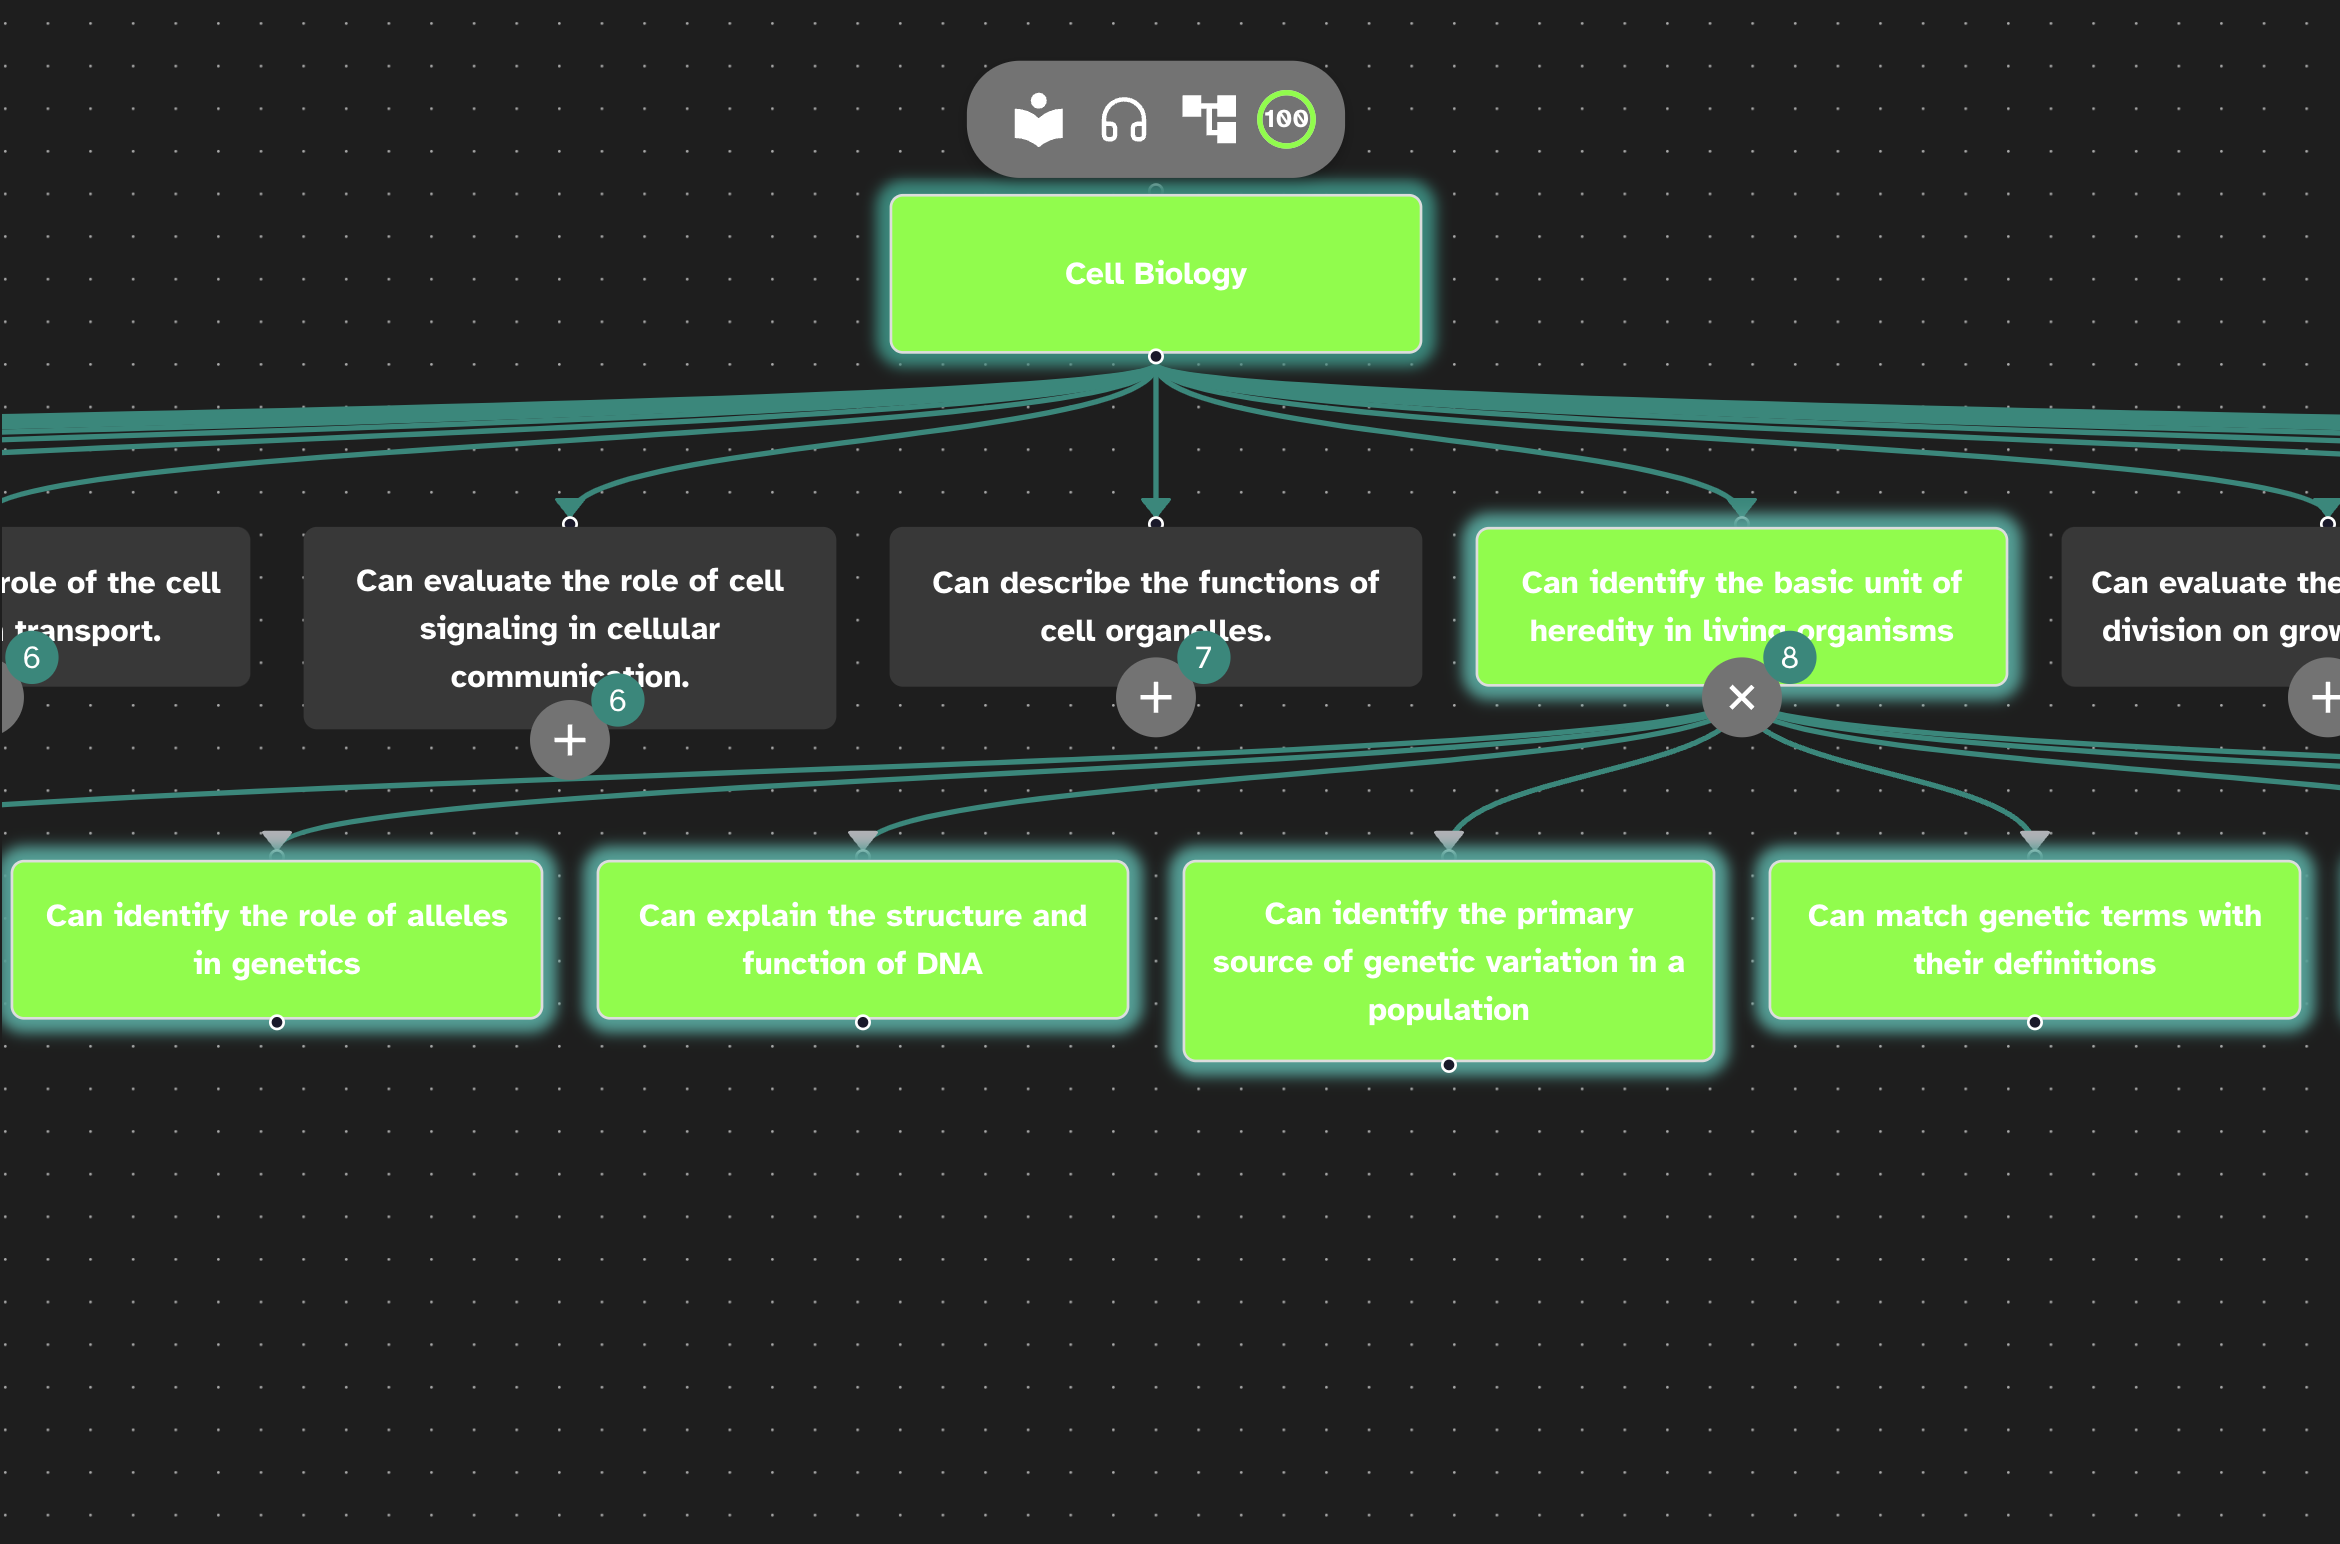 100
Cell Biology
role of the cell
transport.
6
Can evaluate the role of cell
signaling in cellular
communication.
6
Can describe the functions of
cell organelles.
7
Can identify the basic unit of
heredity in living organisms
8
Can evaluate the
division on
Can identify the role of alleles
in genetics
Can explain the structure and
function of DNA
Can identify the primary
source of genetic variation in a
population
Can match genetic terms with
their definitions